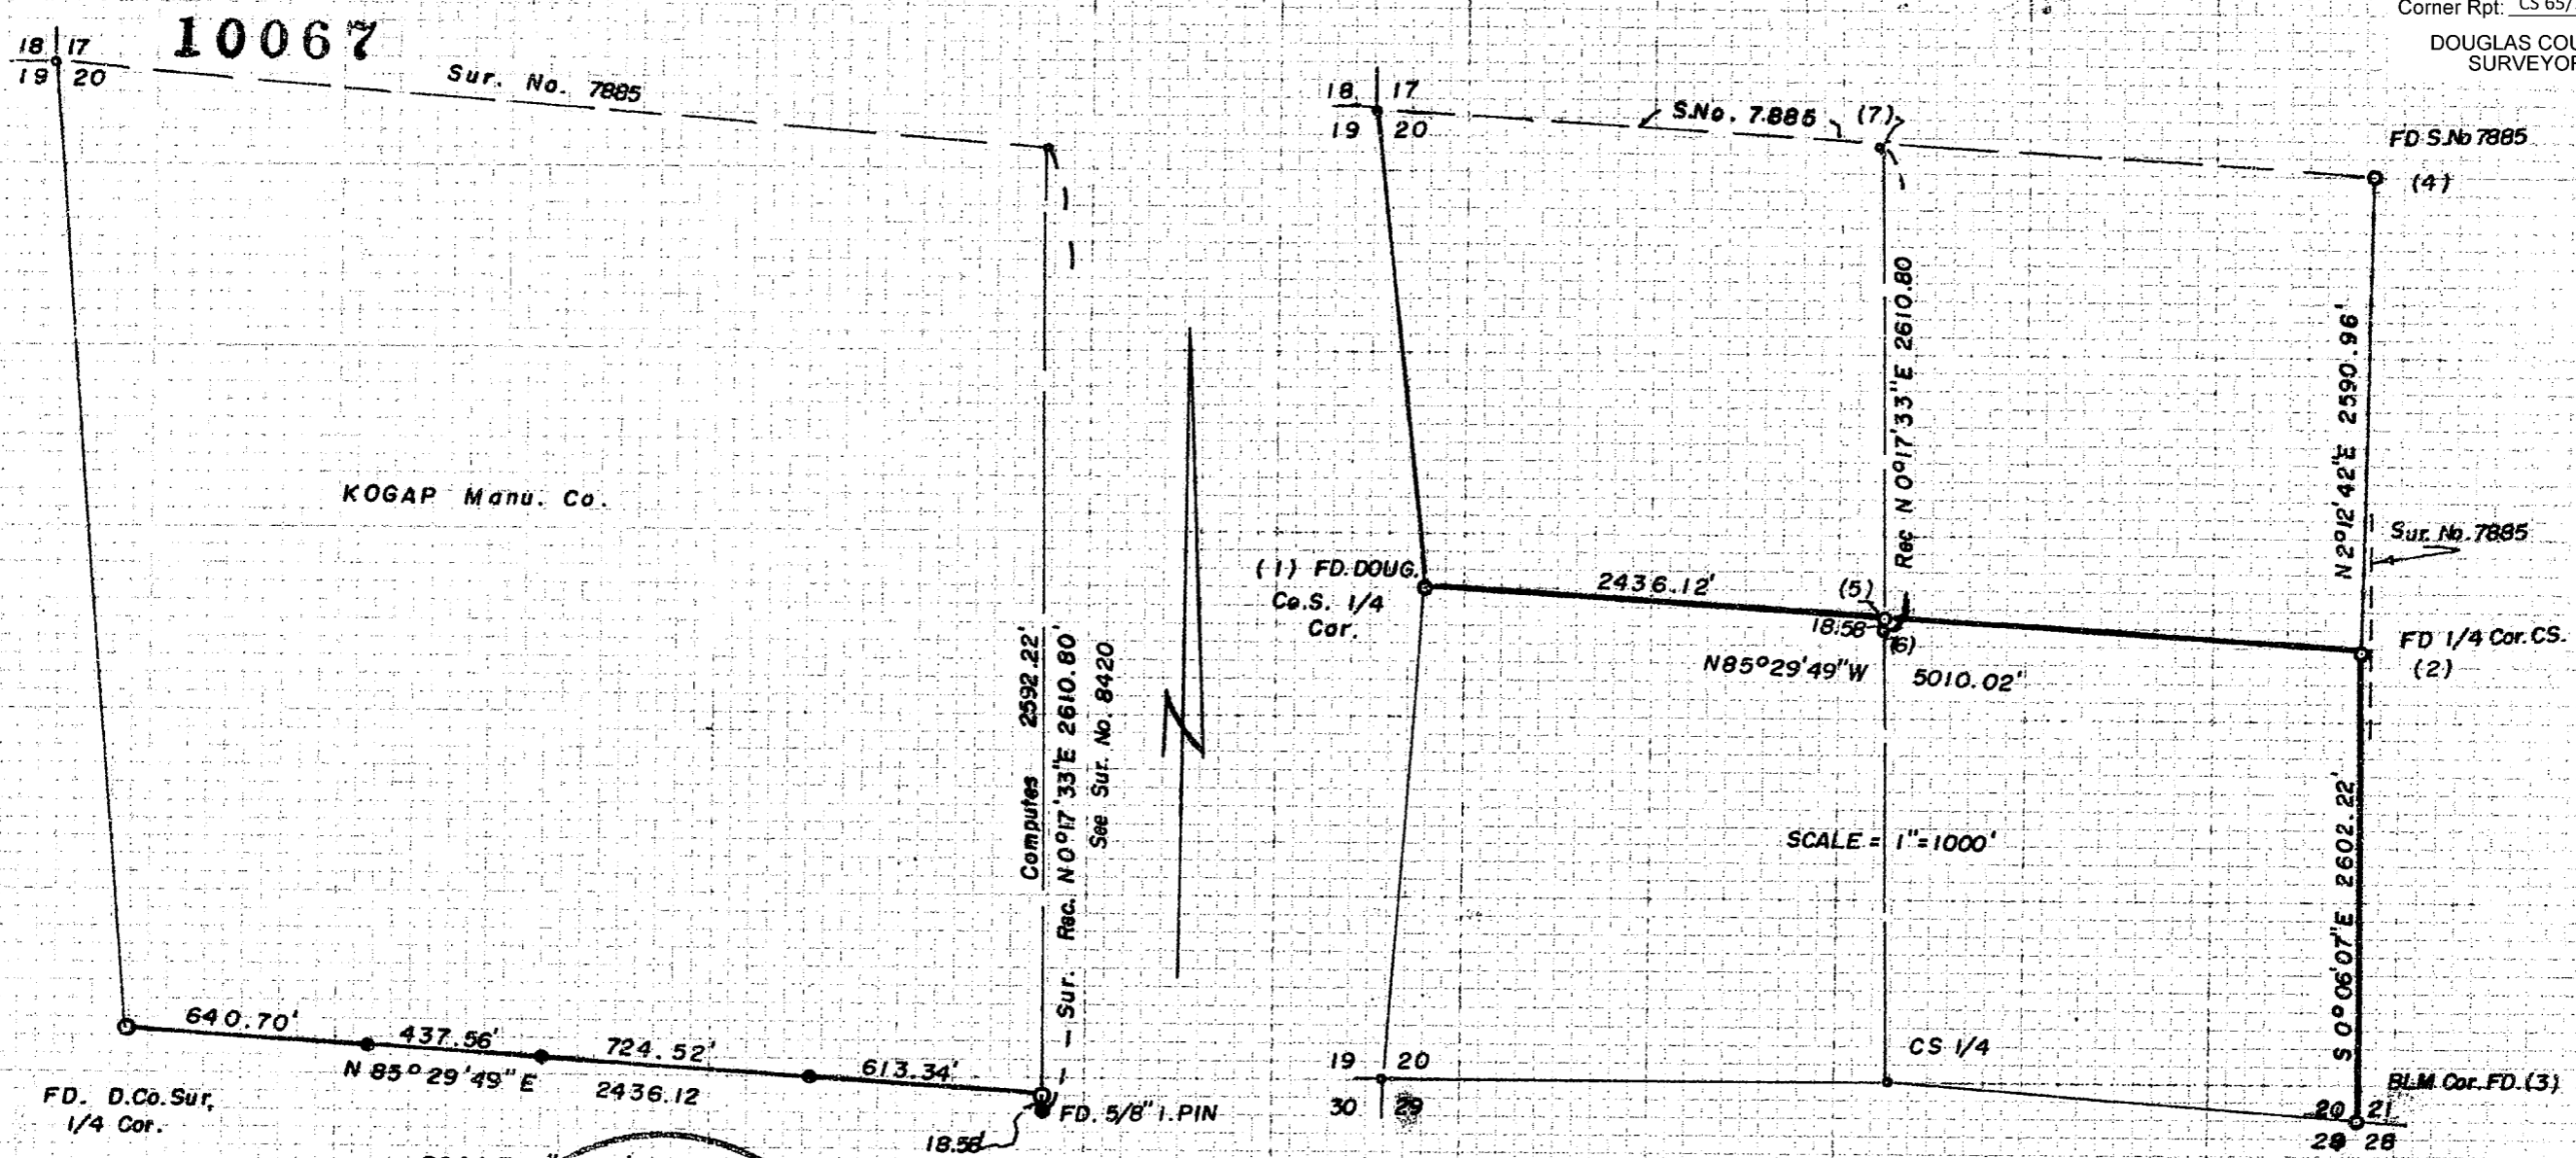 10067
18 17
19 20
Sur. No. 7885
KOGAP Manu. Co.
Computes 2592.22'
Sur. Rec. N 0°17'33"E 2610.80'
See Sur. No. 8420
640.70'
437.56'
724.52'
613.34'
N 85°29'49" E
2436.12
FD. D.Co.Sur.
1/4 Cor.
18.58'
FD. 5/8" I. PIN
Corner Rpt: CS 65/
DOUGLAS COU
SURVEYOR
18 17
19 20
S.No. 7885 (7)
FD S.No 7885
(4)
Rec N 0°17'33"E 2610.80
N 2°12'42"E 2590.96'
Sur. No. 7885
(1) FD. DOUG.
Co.S. 1/4
Cor.
2436.12'
(5)
18.58
(6)
N85°29'49"W 5010.02'
FD 1/4 Cor. CS.
(2)
SCALE = 1"=1000'
S 0°06'07"E 2602.22'
CS 1/4
19 20
30 29
BLM Cor. FD. (3)
20 21
29 28